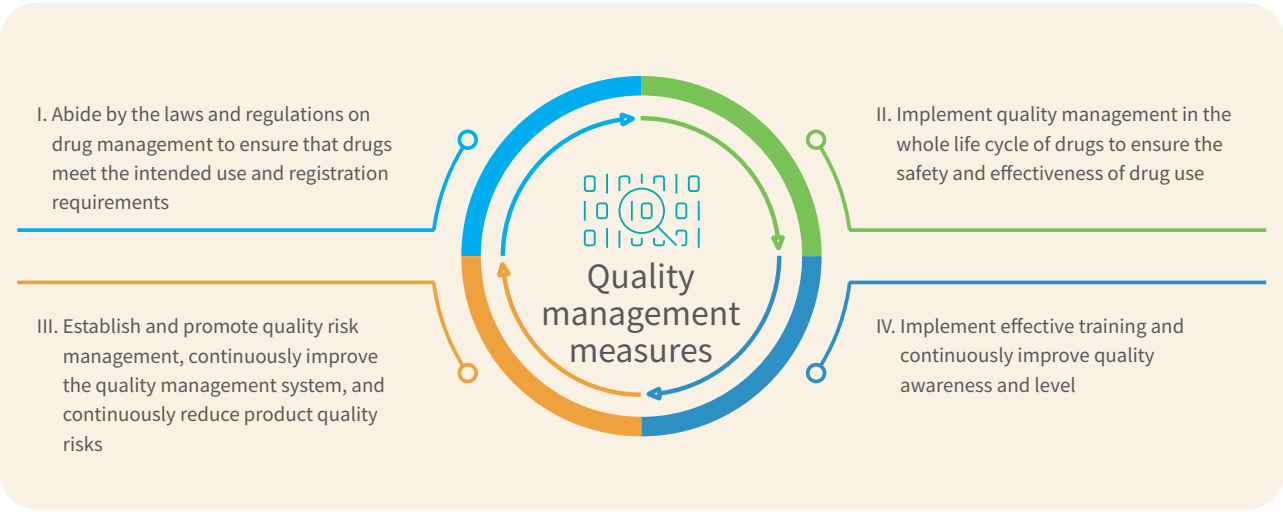 I. Abide by the laws and regulations on
drug management to ensure that drugs
meet the intended use and registration
requirements
II. Implement quality management in the
whole life cycle of drugs to ensure the
safety and effectiveness of drug use
Quality
management
measures
III. Establish and promote quality risk
management, continuously improve
the quality management system, and
continuously reduce product quality
risks
IV. Implement effective training and
continuously improve quality
awareness and level